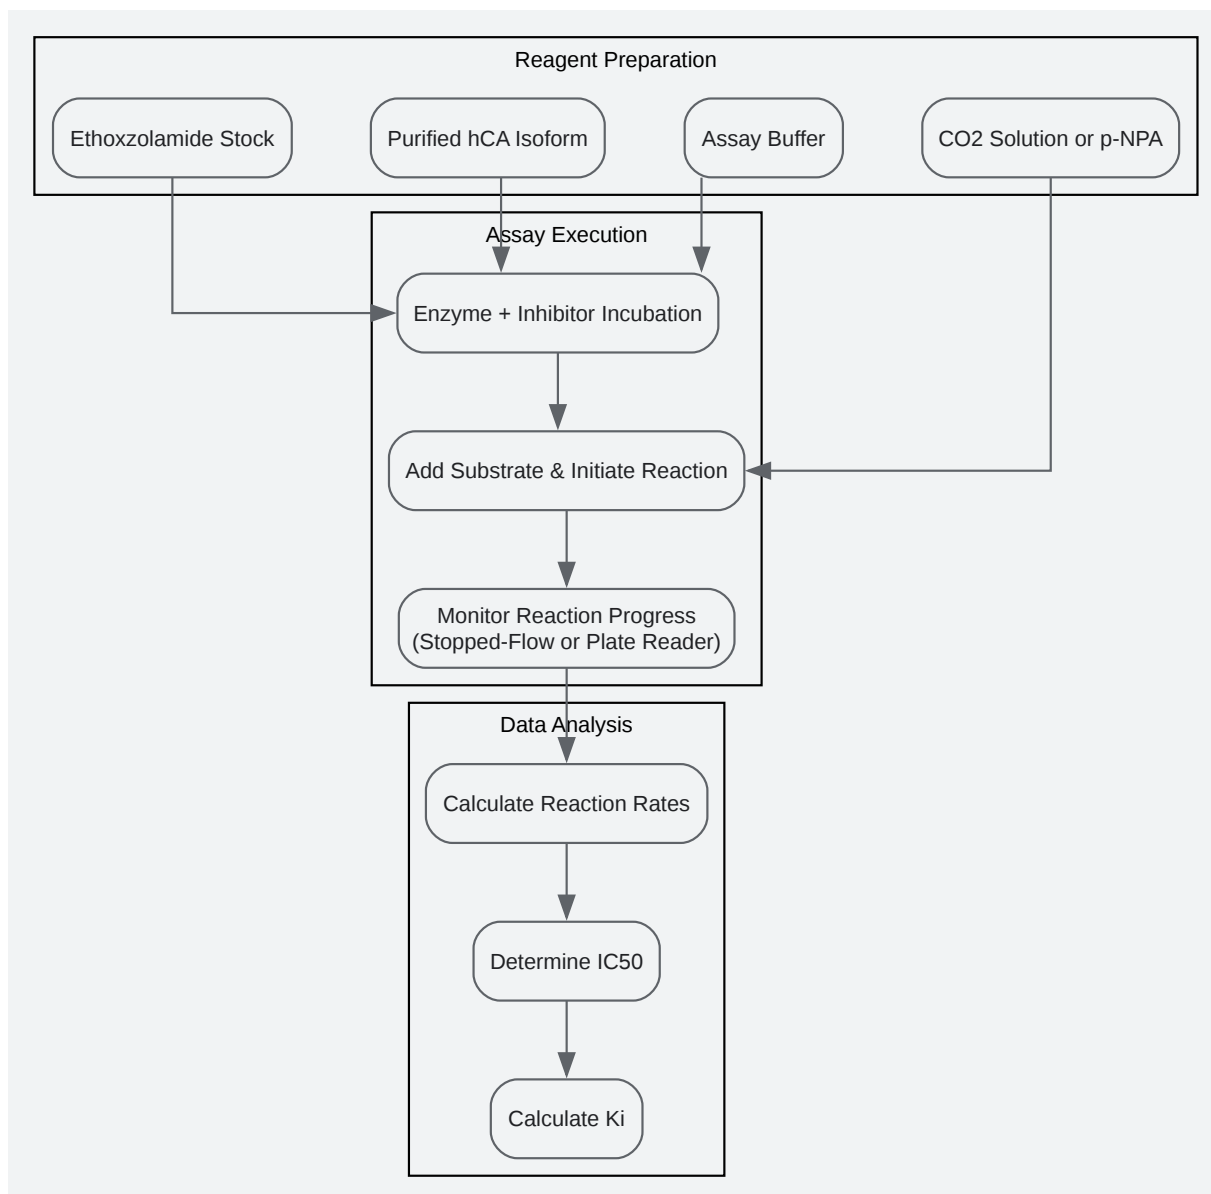 Reagent Preparation
Ethoxzolamide Stock
Purified hCA Isoform
Assay Buffer
CO2 Solution or p-NPA
Assay Execution
Enzyme + Inhibitor Incubation
Add Substrate & Initiate Reaction
Monitor Reaction Progress
(Stopped-Flow or Plate Reader)
Data Analysis
Calculate Reaction Rates
Determine IC50
Calculate Ki